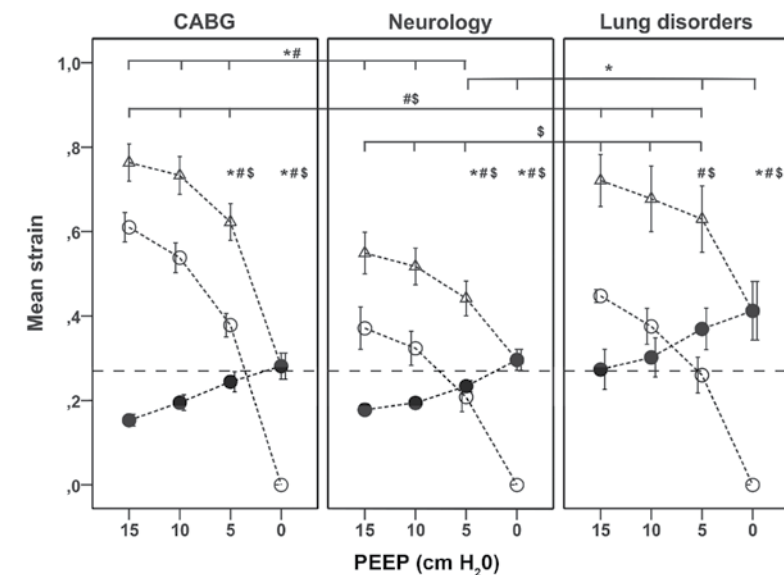 CABG Neurology Lung disorders
1,0
*#
*
#$
,8
$
*#$ *#$ *#$ *#$ #$ *#$
,6
Mean strain
,4
,2
,0
15 10 5 0 15 10 5 0 15 10 5 0
PEEP (cm H₂0)